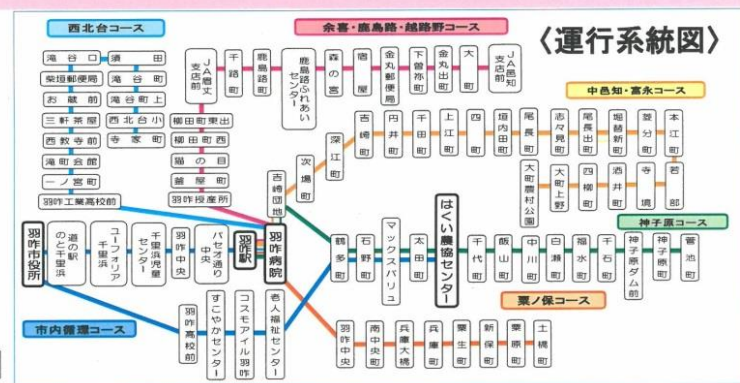 〈運行系統図〉
西北台コース
滝谷口
須田
柴垣郵便局
滝谷町
お蔵前
滝谷町上
三軒茶屋
西北台小
西教寺前
寺家町
滝町会館
一ノ宮町
羽咋工業高校前
余喜・鹿島路・越路野コース
JA眉丈支店前
千路町
鹿島路町
鹿島路ふれあいセンター
森の宮
宿屋
金丸郵便局
下曽祢町
金丸出町
大町
JA邑知支店前
柳田町東出
柳田町西
猫の目
釜屋町
羽咋授産所
中邑知・富永コース
吉崎団地
次場町
深江町
吉崎町
円井町
千田町
上江町
四町
垣内田町
尾長町
志々見町
尾長出町
堀替新町
菱分町
本江町
若部町
寺境町
酒井町
四柳町
大町上野
大町農村公園
神子原コース
羽咋市役所
道の駅のと千里浜
ユーフォリア千里浜
千里浜児童センター
羽咋中央
パセオ通り中央
羽咋駅
羽咋病院
鶴多町
石野町
マックスバリュ
太田町
はくい農協センター
千代町
飯山町
中川町
白瀬町
福水町
千石町
神子原ダム前
神子原町
菅池町
市内循環コース
羽咋高校前
すこやかセンター
コスモアイル羽咋
老人福祉センター
粟ノ保コース
羽咋中央
南中央町
兵庫大橋
兵庫町
粟生町
新保町
粟原町
土橋町